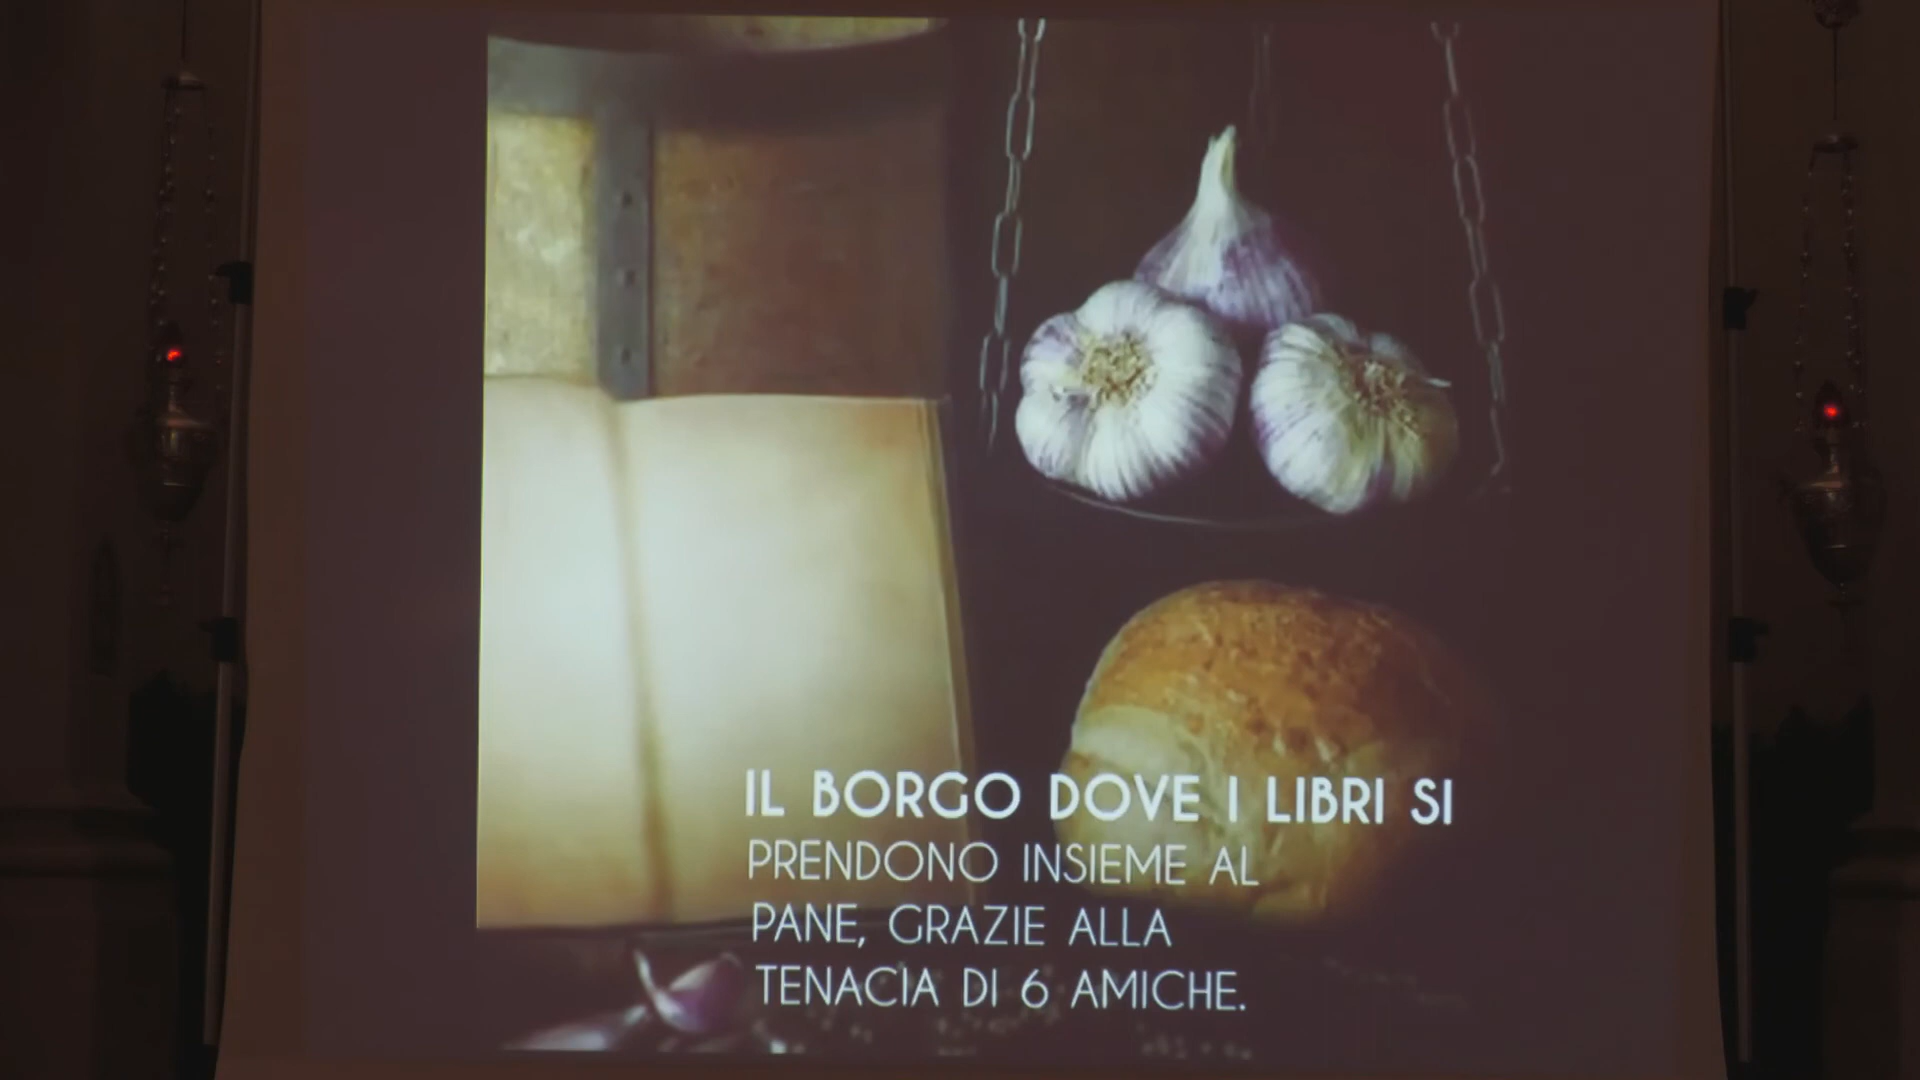 IL BORGO DOVE I LIBRI SI
PRENDONO INSIEME AL
PANE, GRAZIE ALLA
TENACIA DI 6 AMICHE.